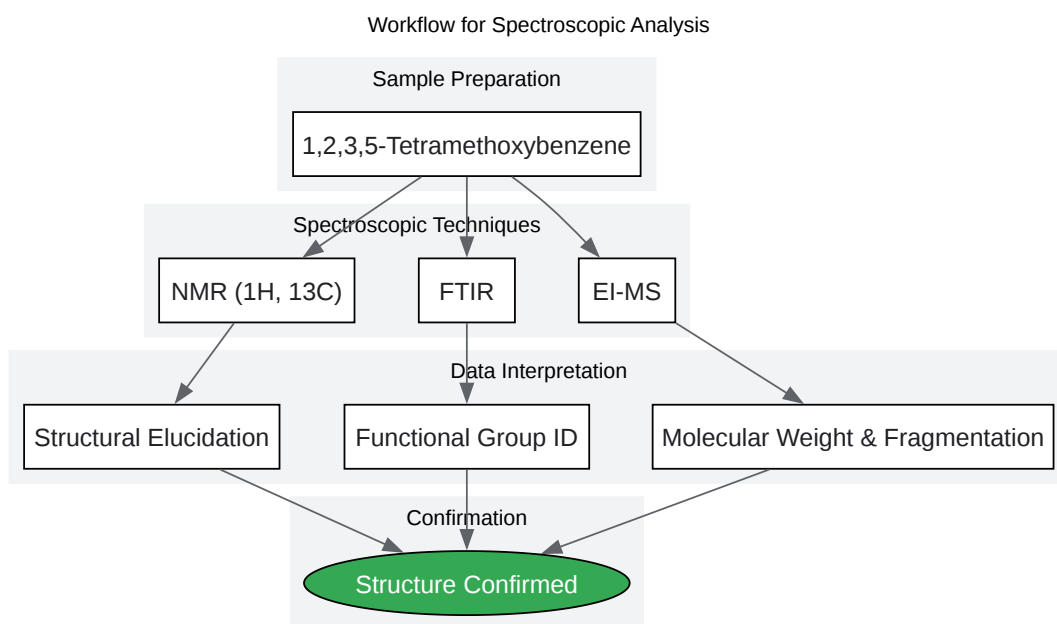 Workflow for Spectroscopic Analysis
Sample Preparation
1,2,3,5-Tetramethoxybenzene
Spectroscopic Techniques
NMR (1H, 13C)
FTIR
EI-MS
Data Interpretation
Structural Elucidation
Functional Group ID
Molecular Weight & Fragmentation
Confirmation
Structure Confirmed